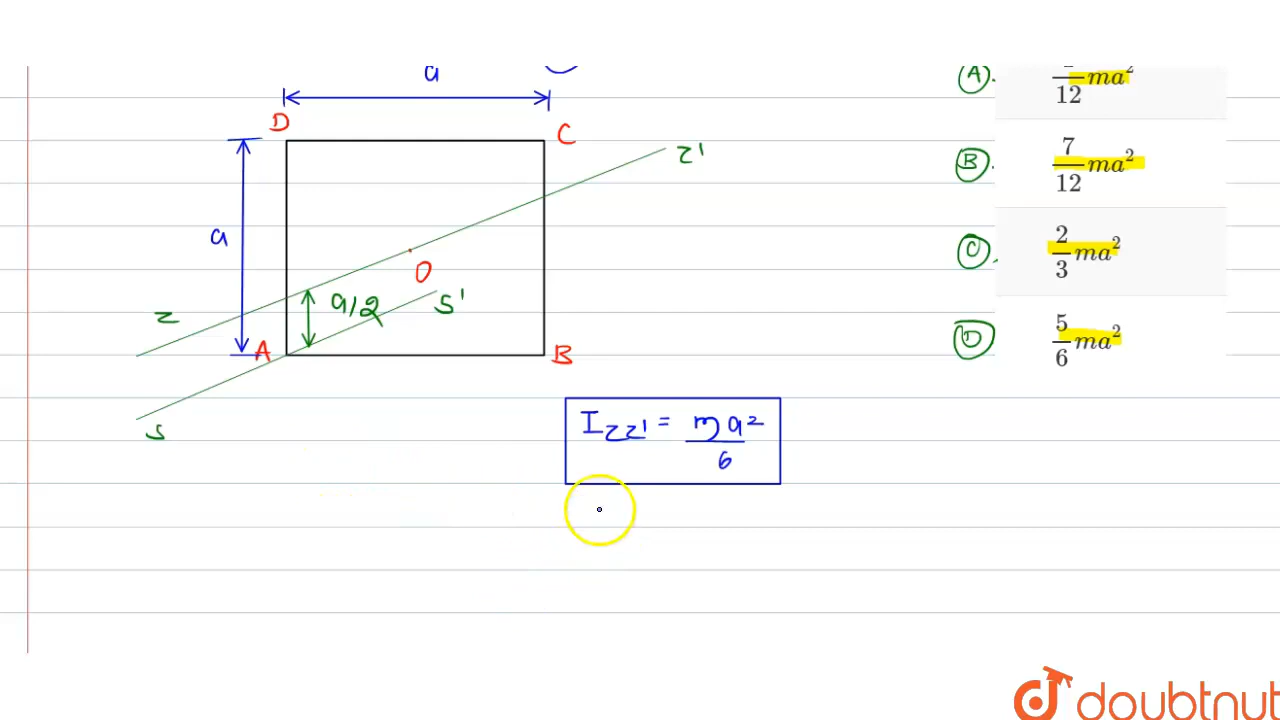 a
D
C
z'
a
O
a/2
s'
z
A
B
s
I_zz' = ma²/6
(A). /12 ma²
(B). 7/12 ma²
(C). 2/3 ma²
(D) 5/6 ma²
doubtnut